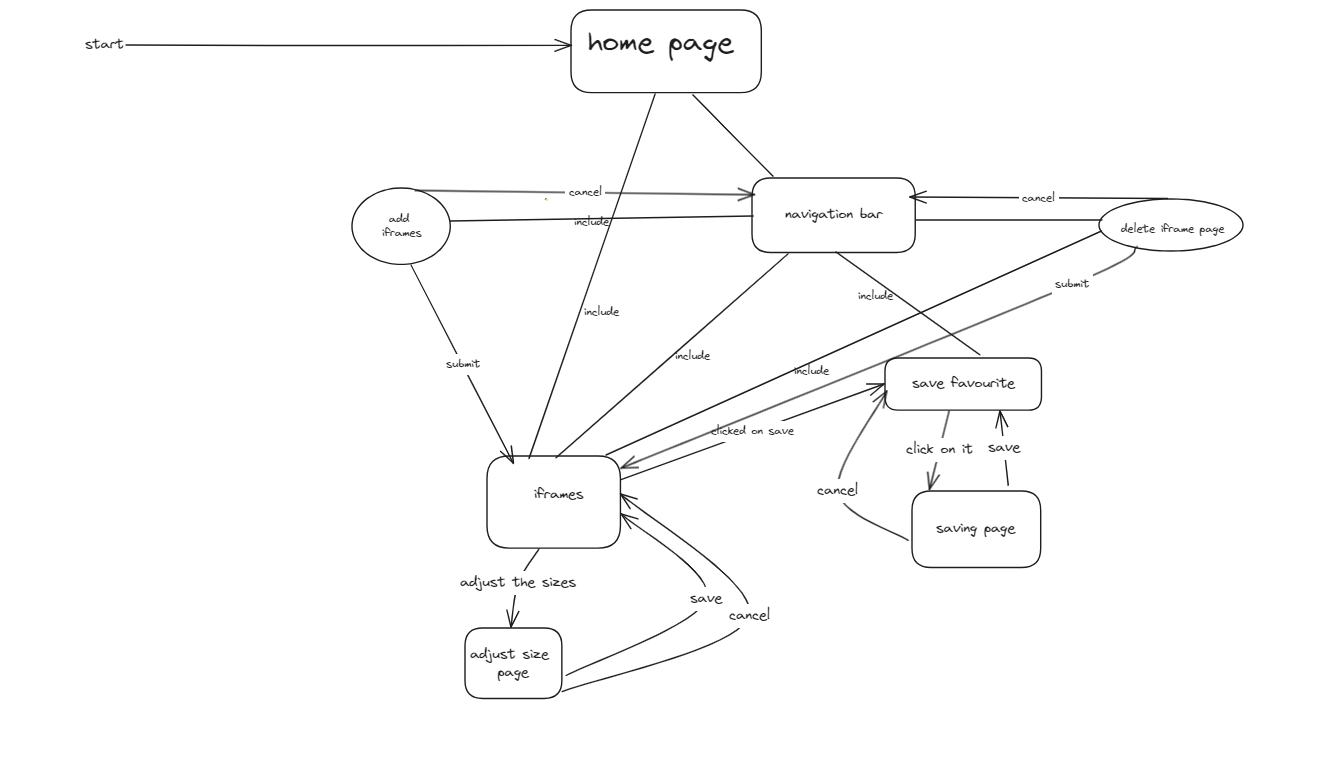 start
home page
cancel
cancel
add
iframes
include
navigation bar
delete iframe page
submit
include
include
include
submit
include
save favourite
clicked on save
click on it
save
cancel
iframes
saving page
adjust the sizes
save
cancel
adjust size
page